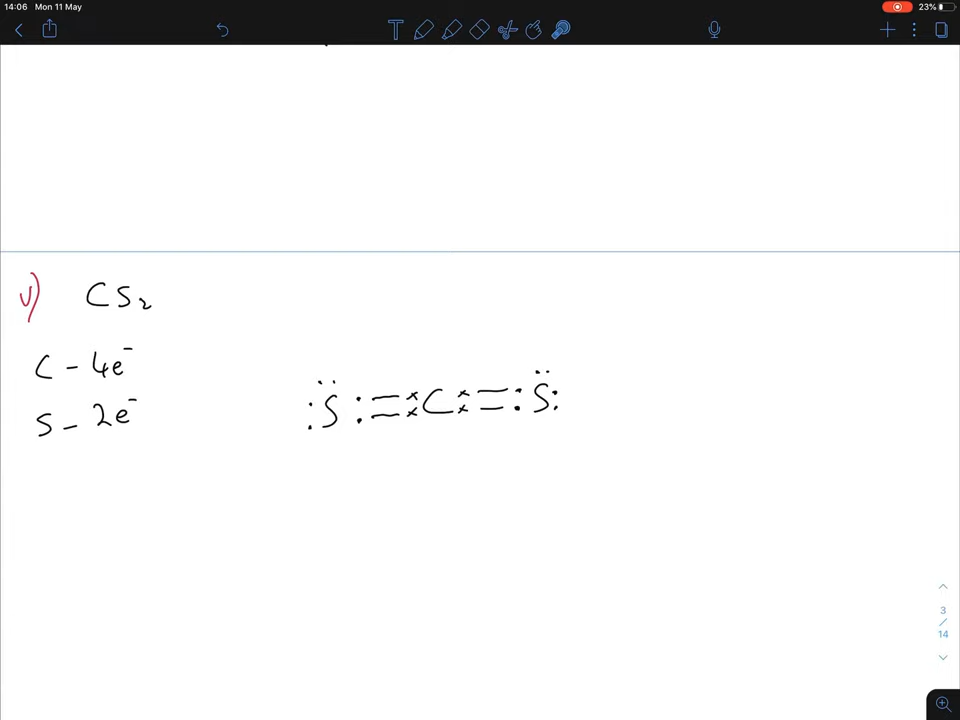 14:06 Mon 11 May
23%
T
v) CS₂
C - 4e⁻
S - 2e⁻
:S̈:=××C××=:S̈:
3
/
14